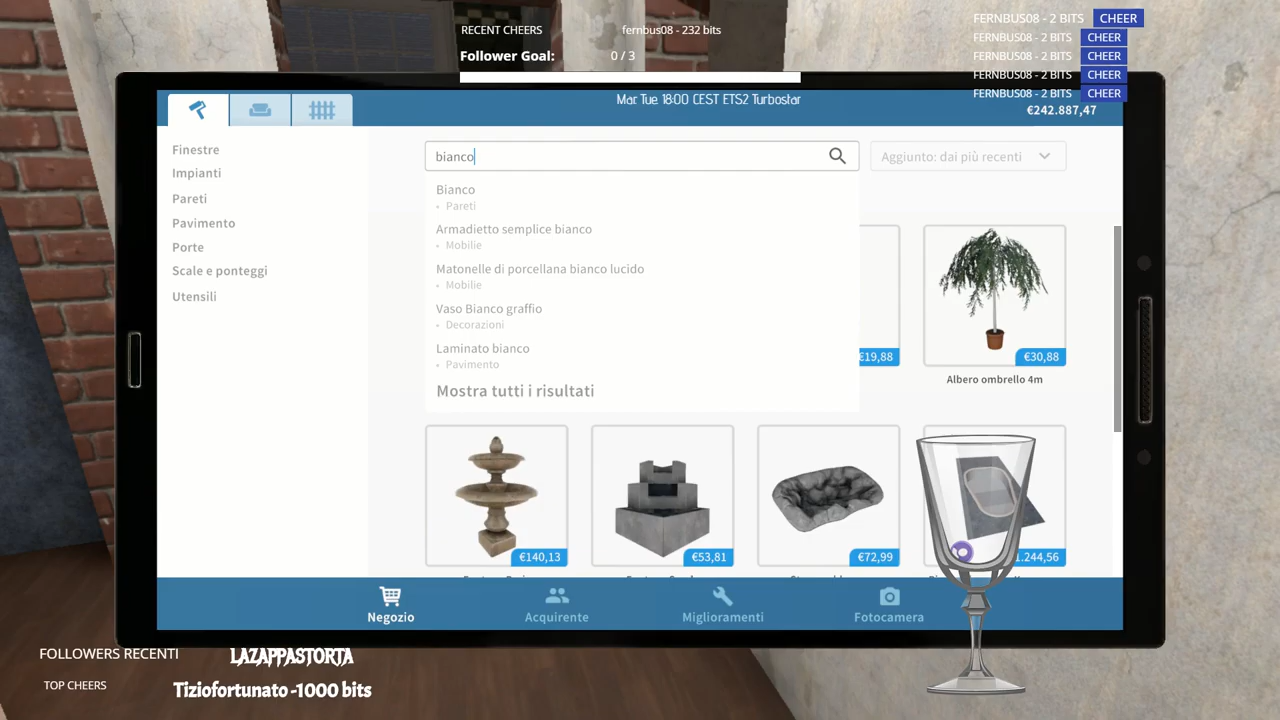 RECENT CHEERS
fernbus08 - 232 bits
Follower Goal:
0 / 3
FERNBUS08 - 2 BITS CHEER
FERNBUS08 - 2 BITS CHEER
FERNBUS08 - 2 BITS CHEER
FERNBUS08 - 2 BITS CHEER
FERNBUS08 - 2 BITS CHEER
Mar Tue 18:00 CEST ETS2 Turbostar
€242.887,47
Finestre
Impianti
Pareti
Pavimento
Porte
Scale e ponteggi
Utensili
bianco
Aggiunto: dai più recenti
Bianco
• Pareti
Armadietto semplice bianco
• Mobilie
Matonelle di porcellana bianco lucido
• Mobilie
Vaso Bianco graffio
• Decorazioni
Laminato bianco
• Pavimento
Mostra tutti i risultati
€19,88
€30,88
Albero ombrello 4m
€140,13
€53,81
€72,99
1.244,56
Negozio
Acquirente
Miglioramenti
Fotocamera
FOLLOWERS RECENTI
LAZAPPASTORTA
TOP CHEERS
Tiziofortunato -1000 bits